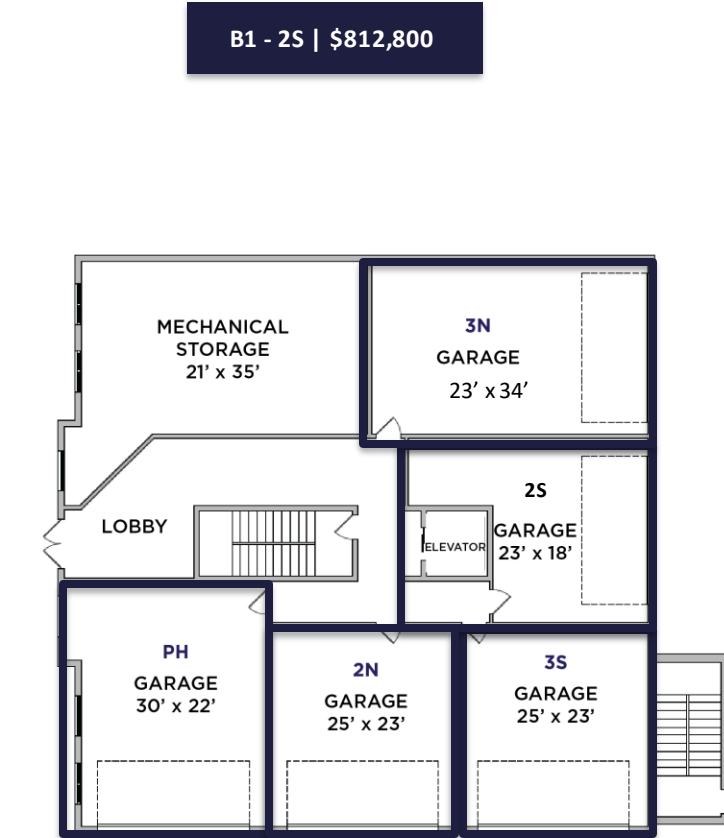 B1 - 2S | $812,800
MECHANICAL
STORAGE
21’ x 35’
3N
GARAGE
23’ x 34’
2S
GARAGE
23’ x 18’
LOBBY
ELEVATOR
PH
GARAGE
30’ x 22’
2N
GARAGE
25’ x 23’
3S
GARAGE
25’ x 23’